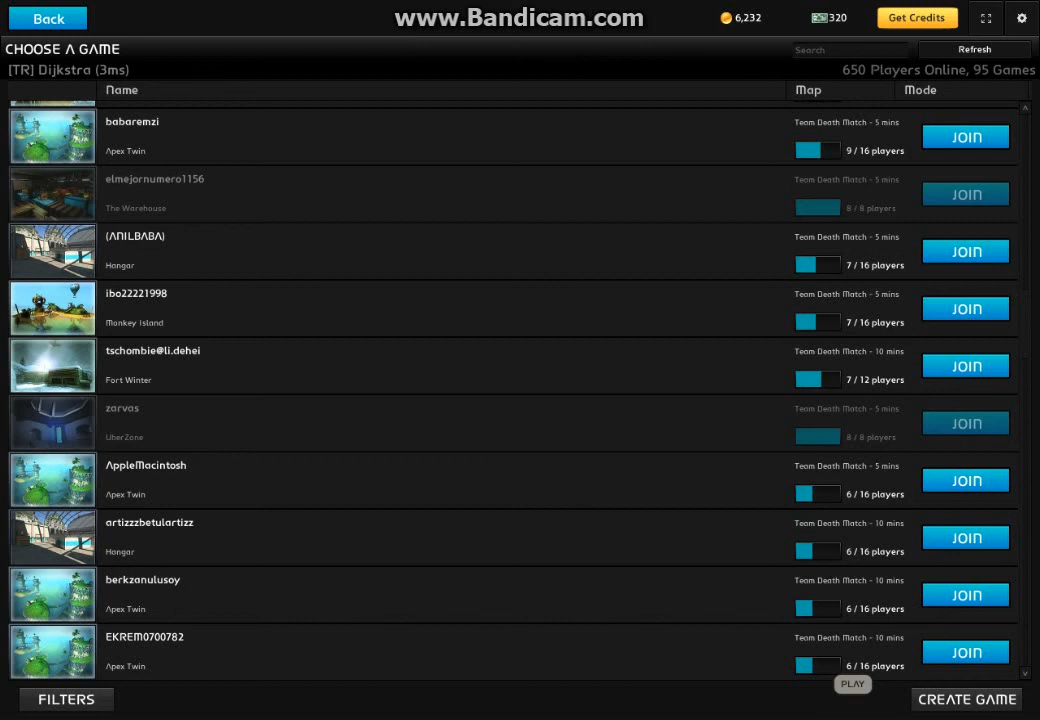 Back
www.Bandicam.com
6,232
320
Get Credits
CHOOSE A GAME
Search
Refresh
[TR] Dijkstra (3ms)
650 Players Online, 95 Games
Name
Map
Mode
babaremzi
Apex Twin
Team Death Match - 5 mins
9 / 16 players
JOIN
elmejornumero1156
The Warehouse
Team Death Match - 5 mins
8 / 8 players
JOIN
(ANILBABA)
Hangar
Team Death Match - 5 mins
7 / 16 players
JOIN
ibo22221998
Monkey Island
Team Death Match - 5 mins
7 / 16 players
JOIN
tschombie@li.dehei
Fort Winter
Team Death Match - 10 mins
7 / 12 players
JOIN
zarvas
UberZone
Team Death Match - 5 mins
8 / 8 players
JOIN
AppleMacintosh
Apex Twin
Team Death Match - 5 mins
6 / 16 players
JOIN
artizzzbetulartizz
Hangar
Team Death Match - 10 mins
6 / 16 players
JOIN
berkzanulusoy
Apex Twin
Team Death Match - 10 mins
6 / 16 players
JOIN
EKREM0700782
Apex Twin
Team Death Match - 10 mins
6 / 16 players
JOIN
PLAY
FILTERS
CREATE GAME